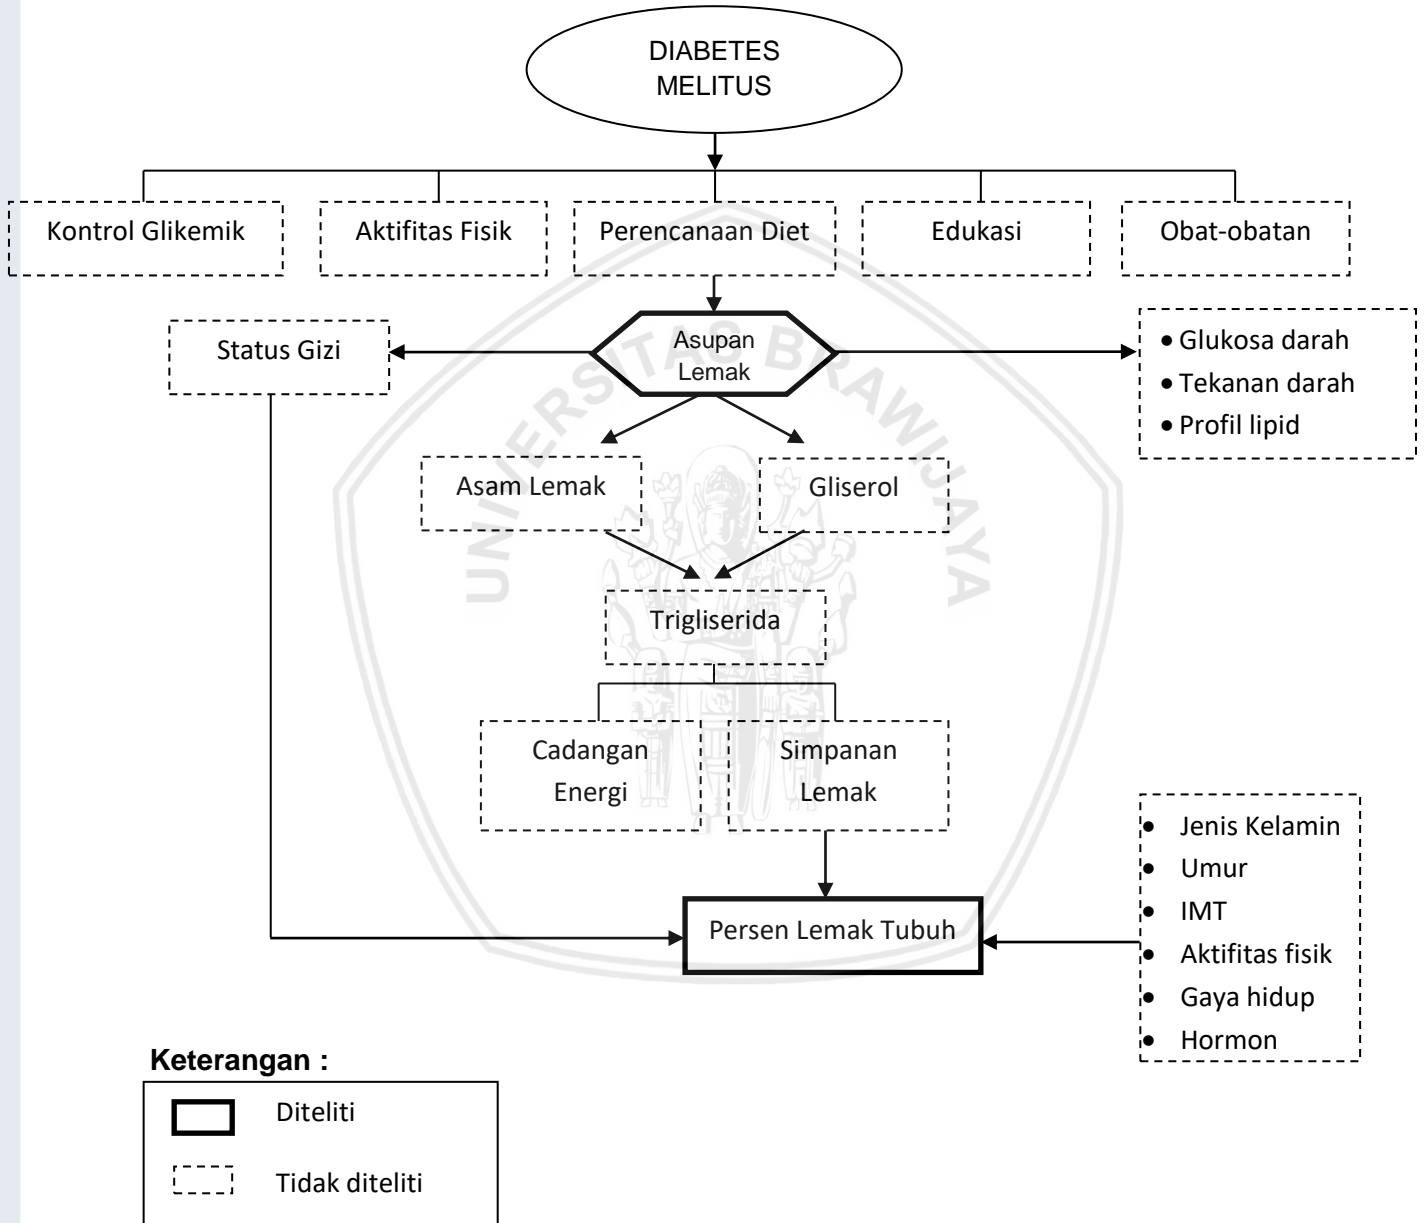 DIABETES
MELITUS
Kontrol Glikemik
Aktifitas Fisik
Perencanaan Diet
Edukasi
Obat-obatan
Status Gizi
Asupan
Lemak
• Glukosa darah
• Tekanan darah
• Profil lipid
UNIVERSITAS BRAWIJAYA
Asam Lemak
Gliserol
Trigliserida
Cadangan
Energi
Simpanan
Lemak
• Jenis Kelamin
• Umur
• IMT
• Aktifitas fisik
• Gaya hidup
• Hormon
Persen Lemak Tubuh
Keterangan :
Diteliti
Tidak diteliti